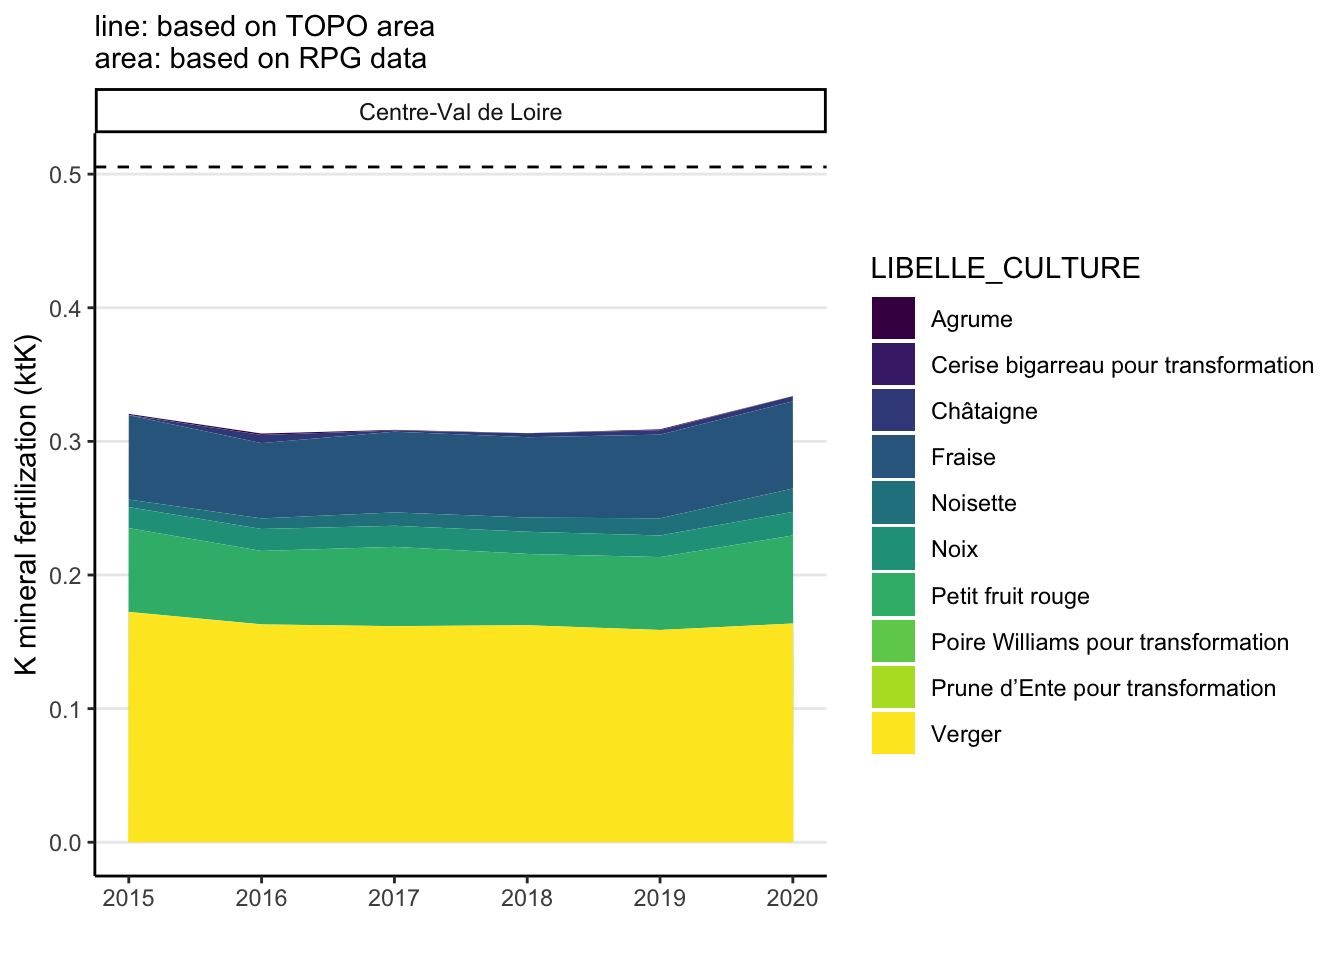 line: based on TOPO area
area: based on RPG data
Centre-Val de Loire
K mineral fertilization (ktK)
0.5
0.4
0.3
0.2
0.1
0.0
2015 2016 2017 2018 2019 2020
LIBELLE_CULTURE
Agrume
Cerise bigarreau pour transformation
Châtaigne
Fraise
Noisette
Noix
Petit fruit rouge
Poire Williams pour transformation
Prune d’Ente pour transformation
Verger